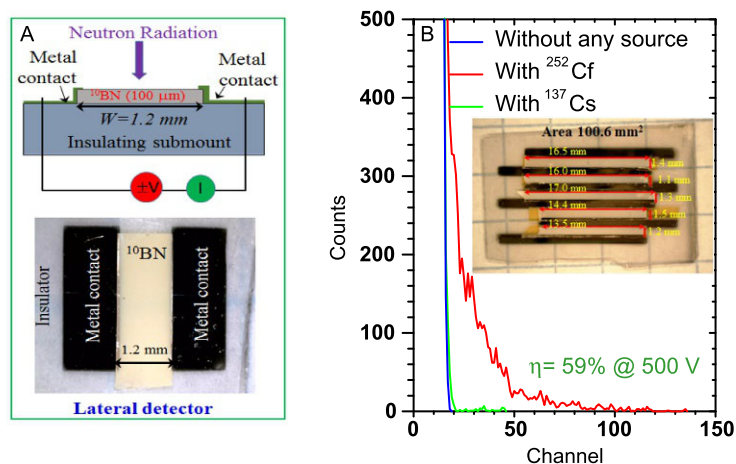 A
Neutron Radiation
Metal
contact
Metal
contact
¹⁰BN (100 μm)
W=1.2 mm
Insulating submount
±V
I
Insulator
Metal contact
¹⁰BN
Metal contact
1.2 mm
Lateral detector
B
Without any source
With ²⁵²Cf
With ¹³⁷Cs
Area 100.6 mm²
16.5 mm
1.4 mm
16.0 mm
1.1 mm
17.0 mm
1.3 mm
14.4 mm
1.5 mm
13.5 mm
1.2 mm
η= 59% @ 500 V
Counts
500
400
300
200
100
0
0
50
100
150
Channel